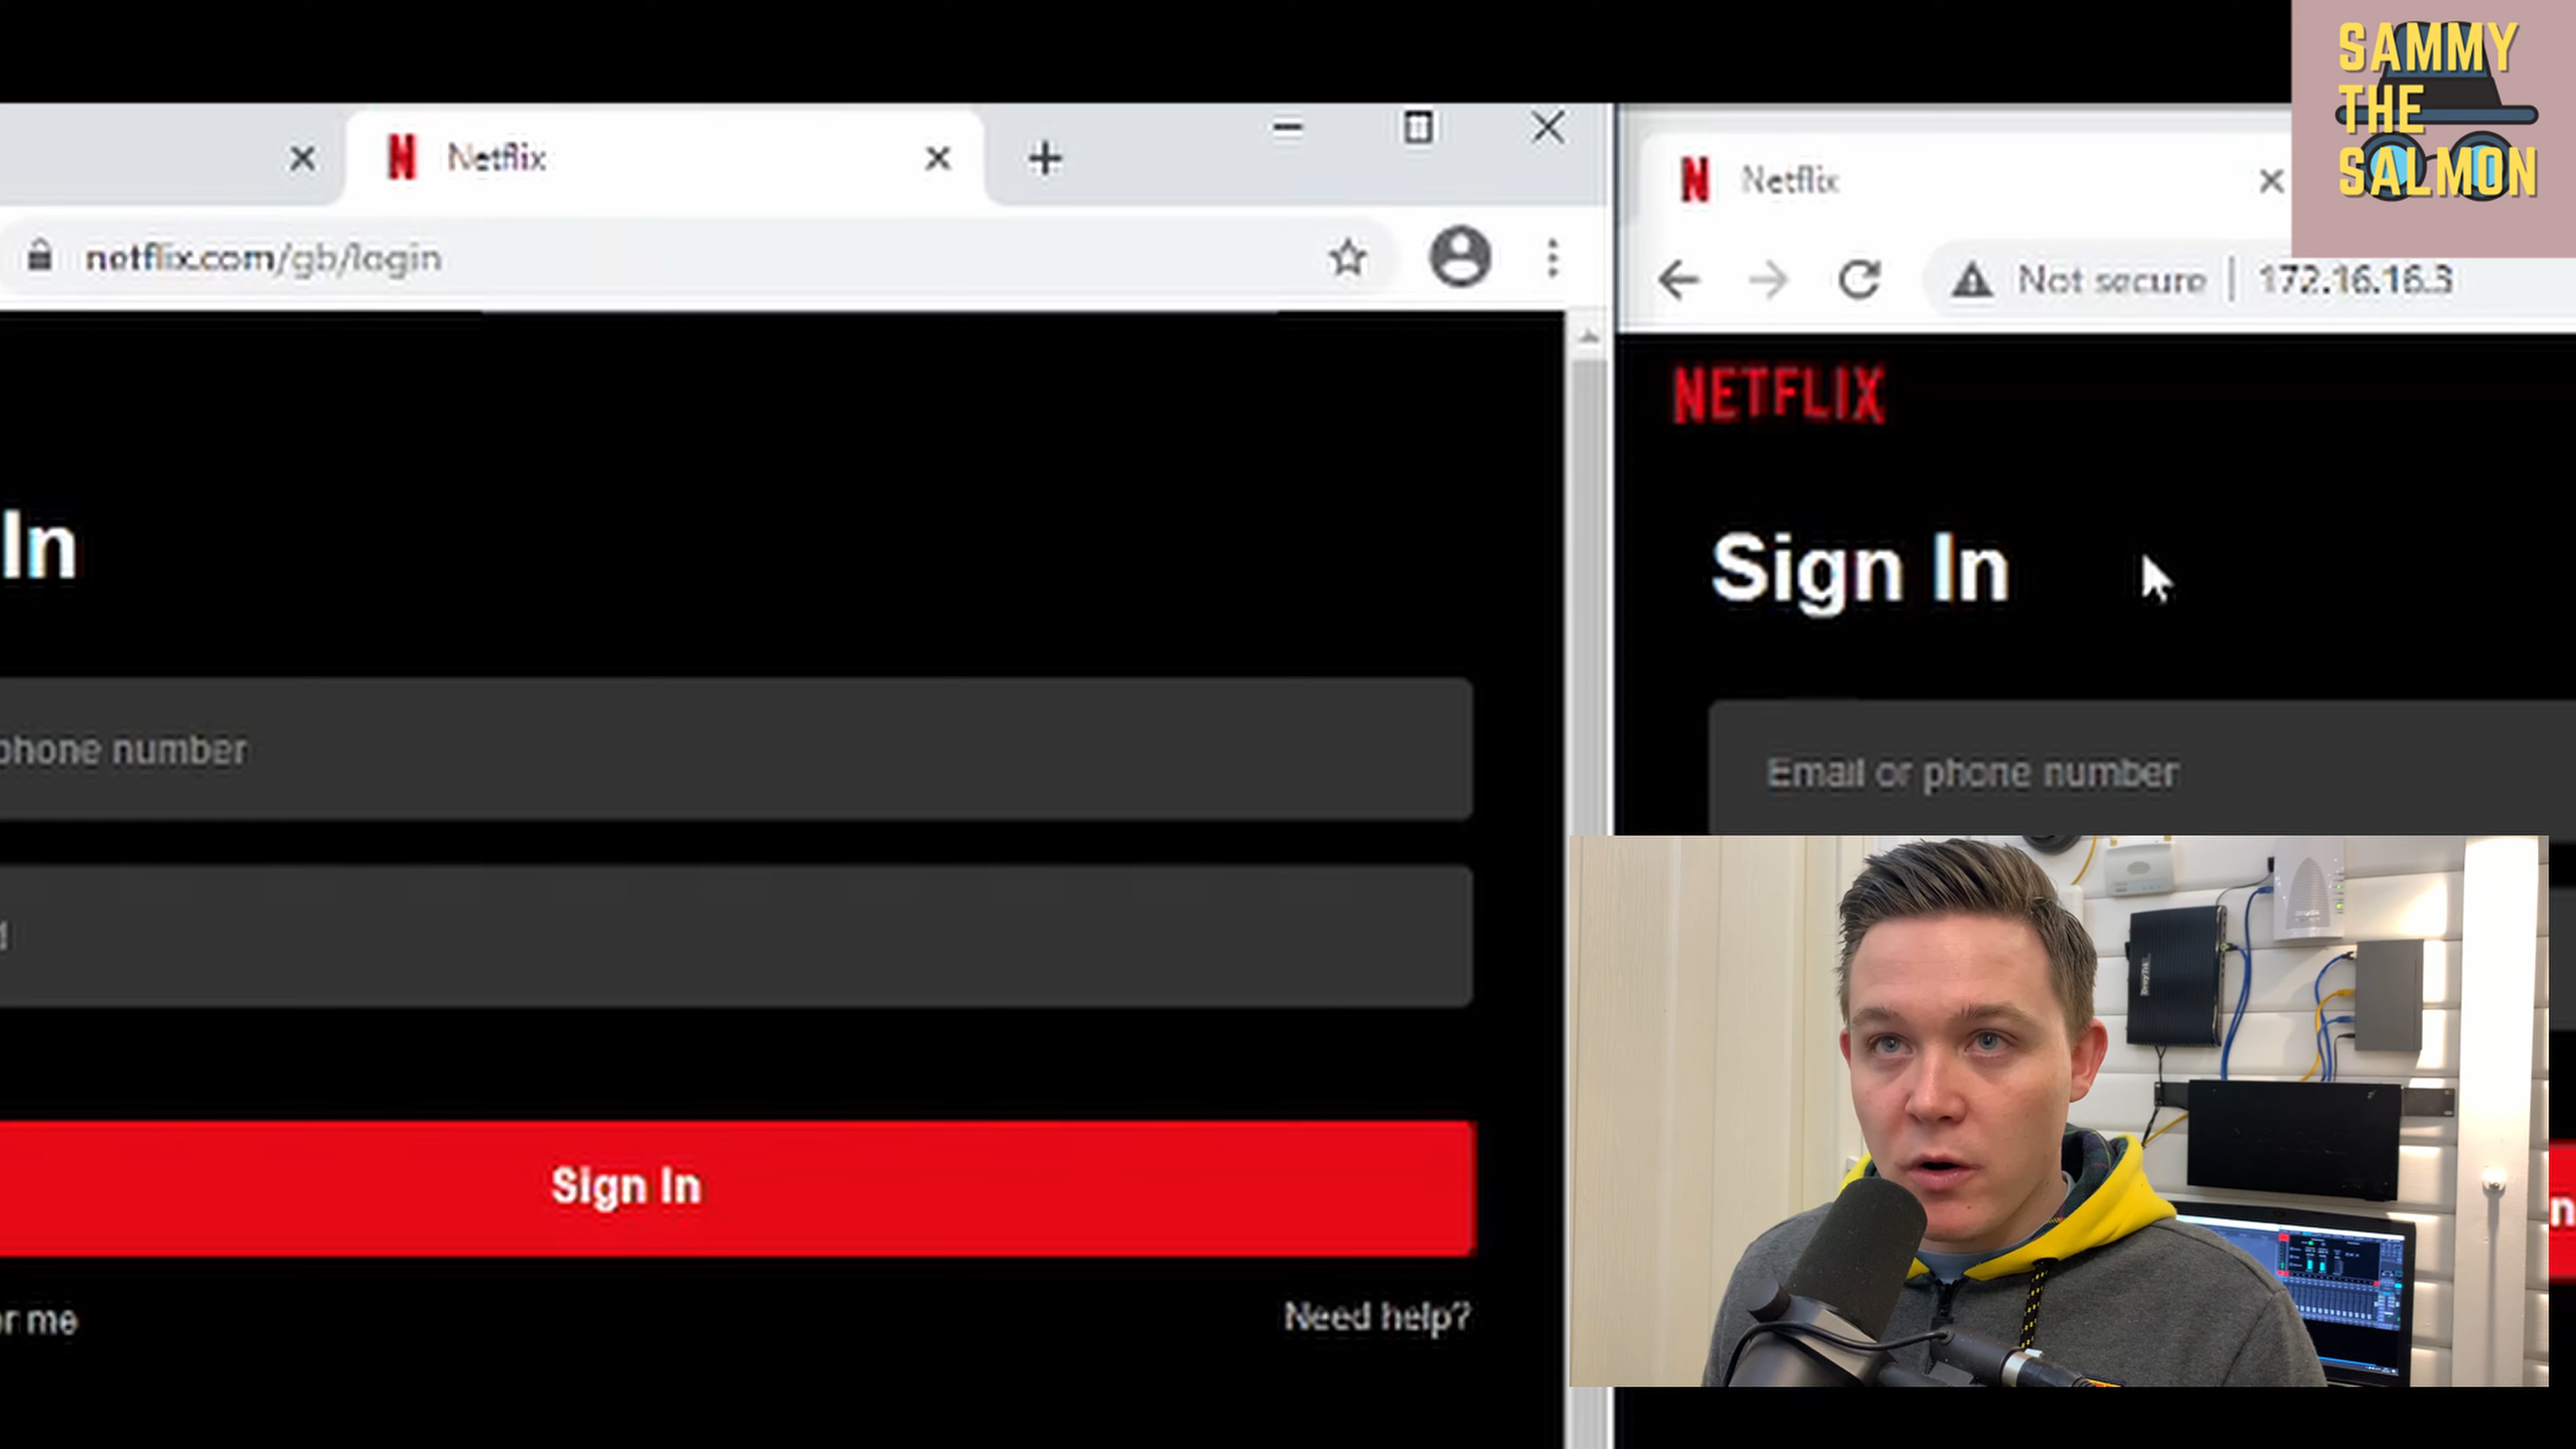 SAMMY
THE
SALMON
Netflix
netflix.com/gb/login
In
phone number
Sign In
r me
Need help?
Netflix
Not secure | 172.16.16.3
NETFLIX
Sign In
Email or phone number
n